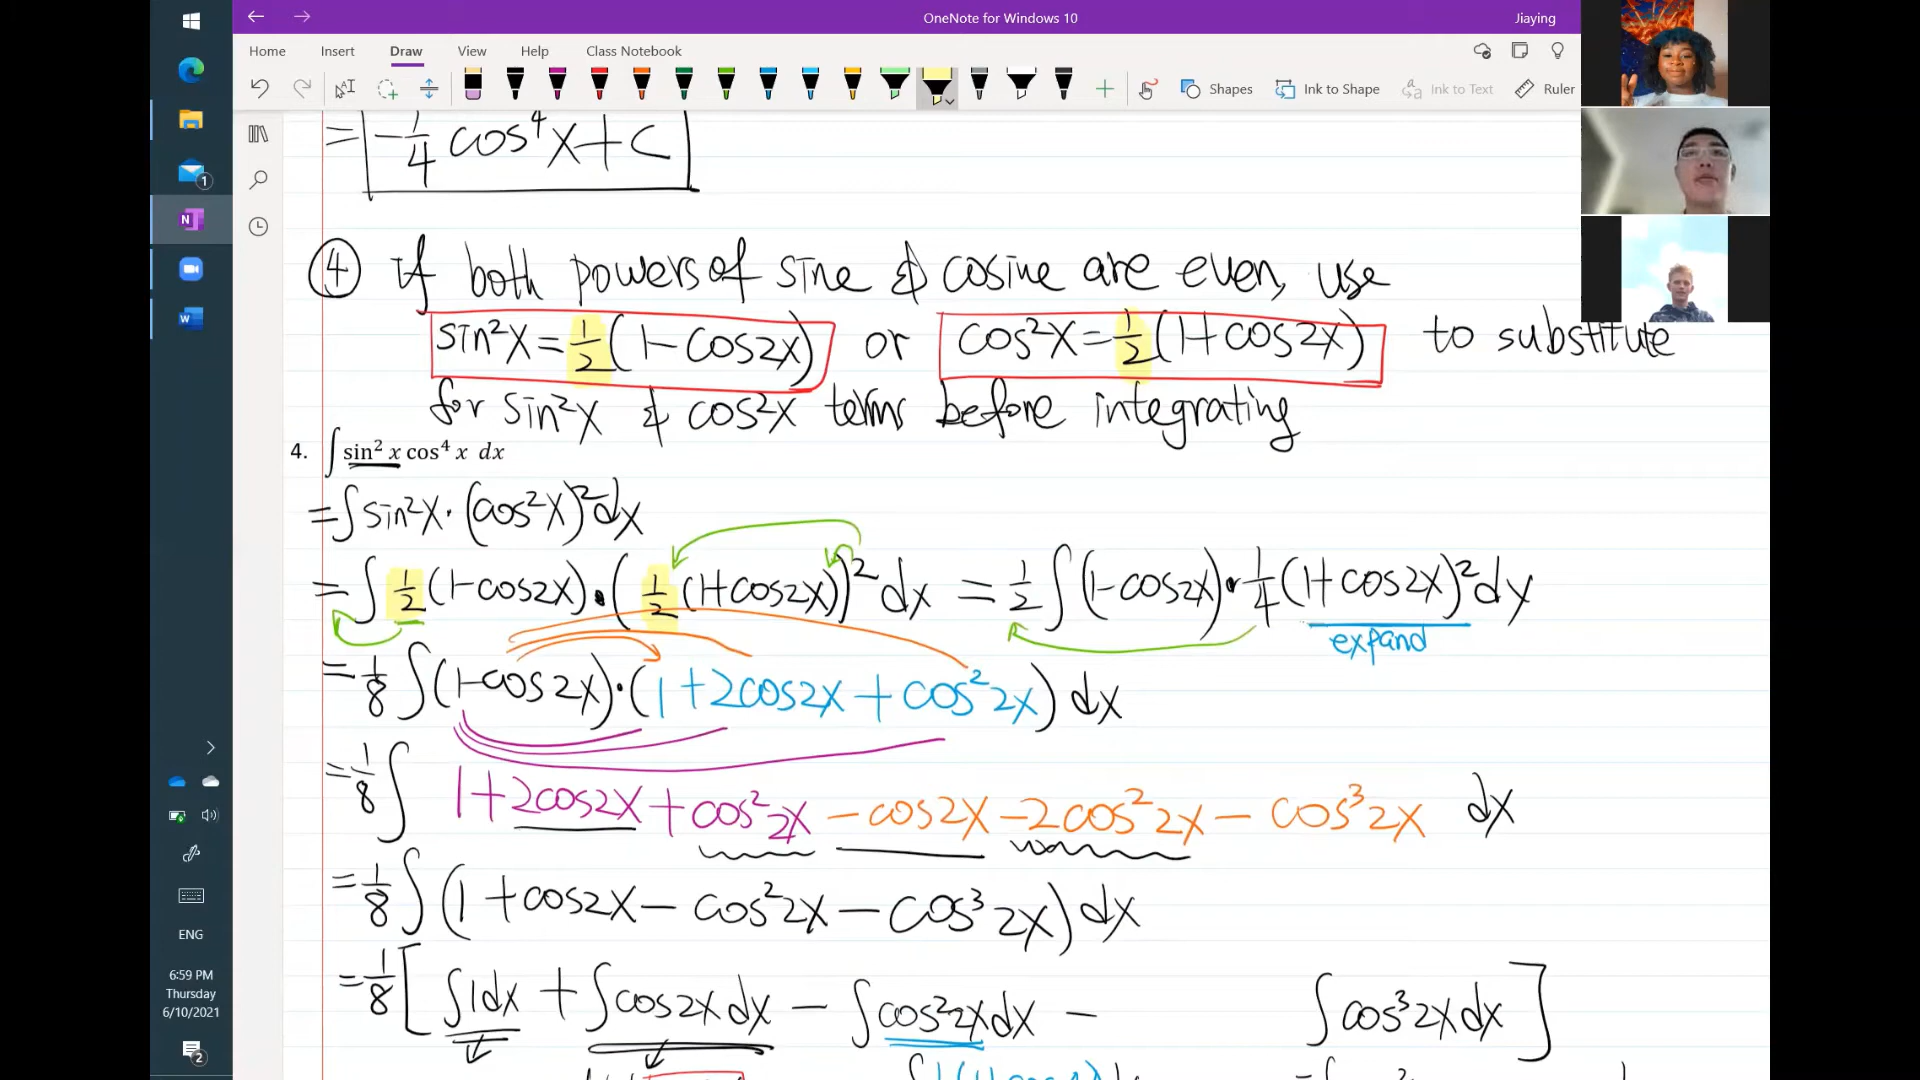 OneNote for Windows 10
Jiaying
Home Insert Draw View Help Class Notebook
Shapes Ink to Shape Ink to Text Ruler
= -1/4 cos⁴x + C
④ if both powers of sine & cosine are even, use
sin²x = 1/2 (1-cos2x) or cos²x = 1/2 (1+cos2x) to substitute
for sin²x & cos²x terms before integrating
4. ∫ sin² x cos⁴ x dx
= ∫ sin²x · (cos²x)² dx
= ∫ 1/2 (1-cos2x) · (1/2 (1+cos2x))² dx = 1/2 ∫ (1-cos2x) · 1/4 (1+cos2x)² dx
expand
= 1/8 ∫ (1-cos2x) · (1+2cos2x+cos²2x) dx
= 1/8 ∫ 1+2cos2x+cos²2x -cos2x -2cos²2x - cos³2x dx
= 1/8 ∫ (1+cos2x - cos²2x - cos³2x) dx
= 1/8 [ ∫1dx + ∫cos2x dx - ∫cos²2x dx - ∫cos³2x dx ]
1
ENG
6:59 PM
Thursday
6/10/2021
2